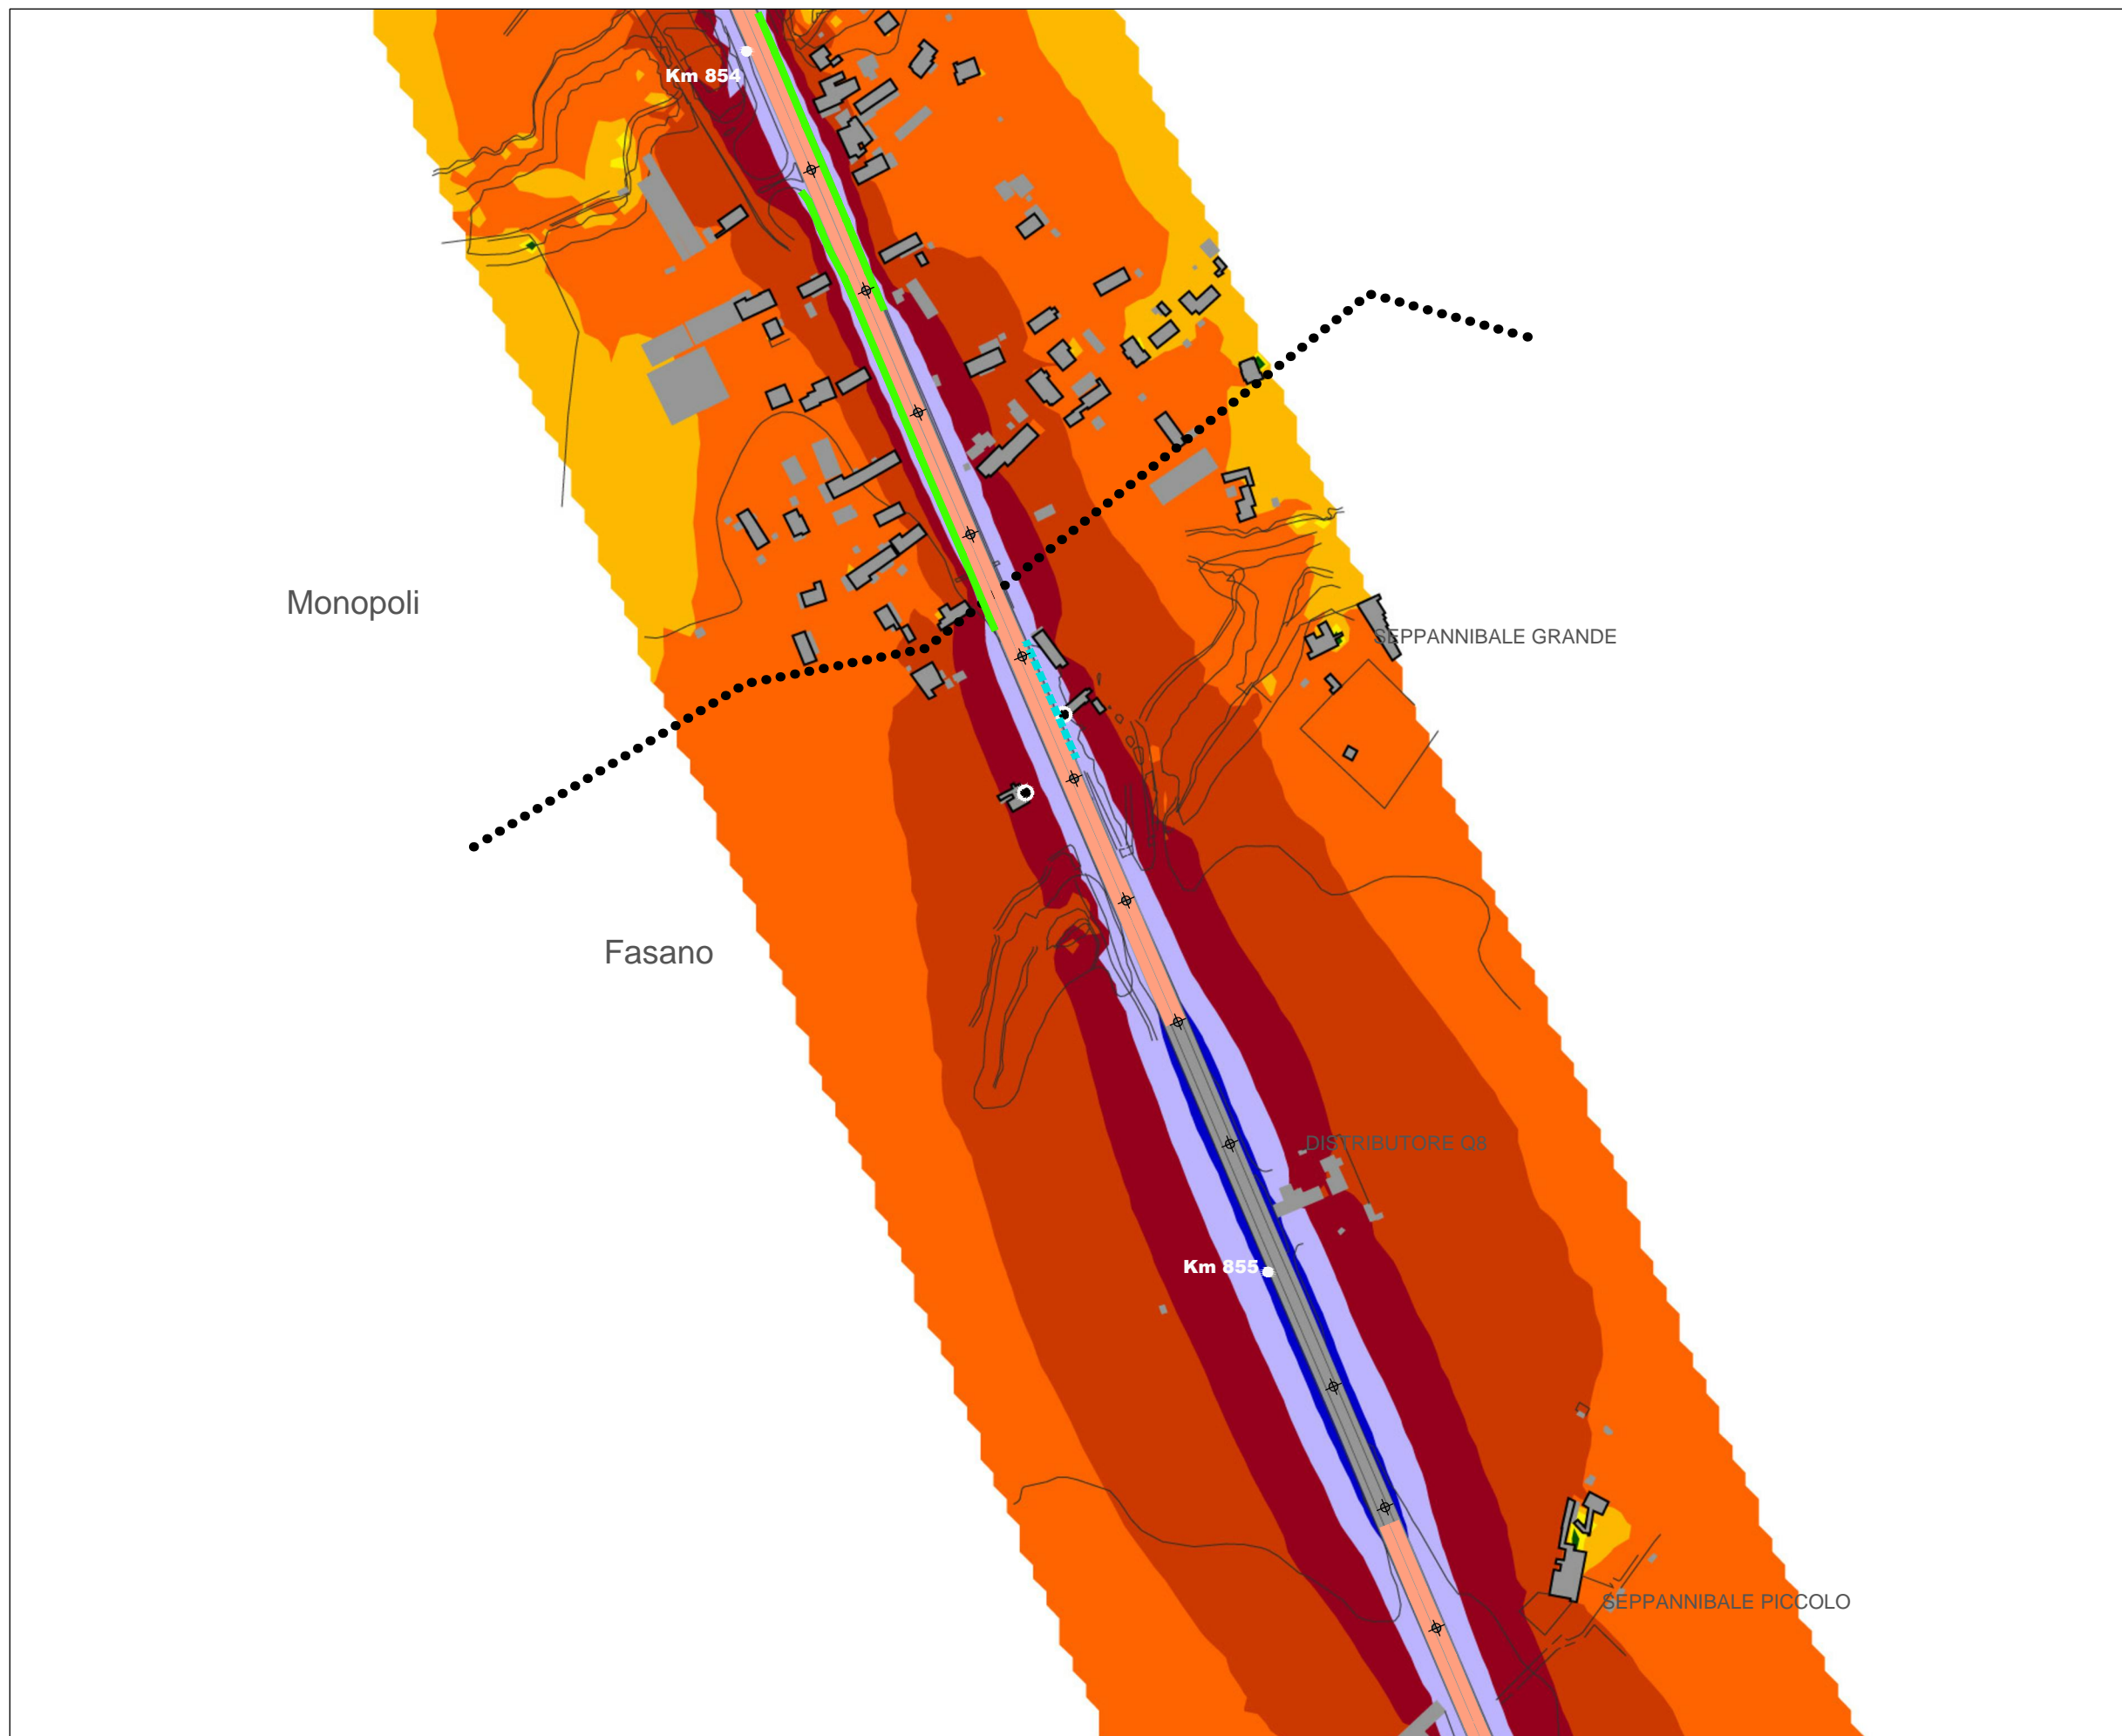 Km 854
Monopoli
SEPPANNIBALE GRANDE
Fasano
DISTRIBUTORE Q8
Km 855
SEPPANNIBALE PICCOLO